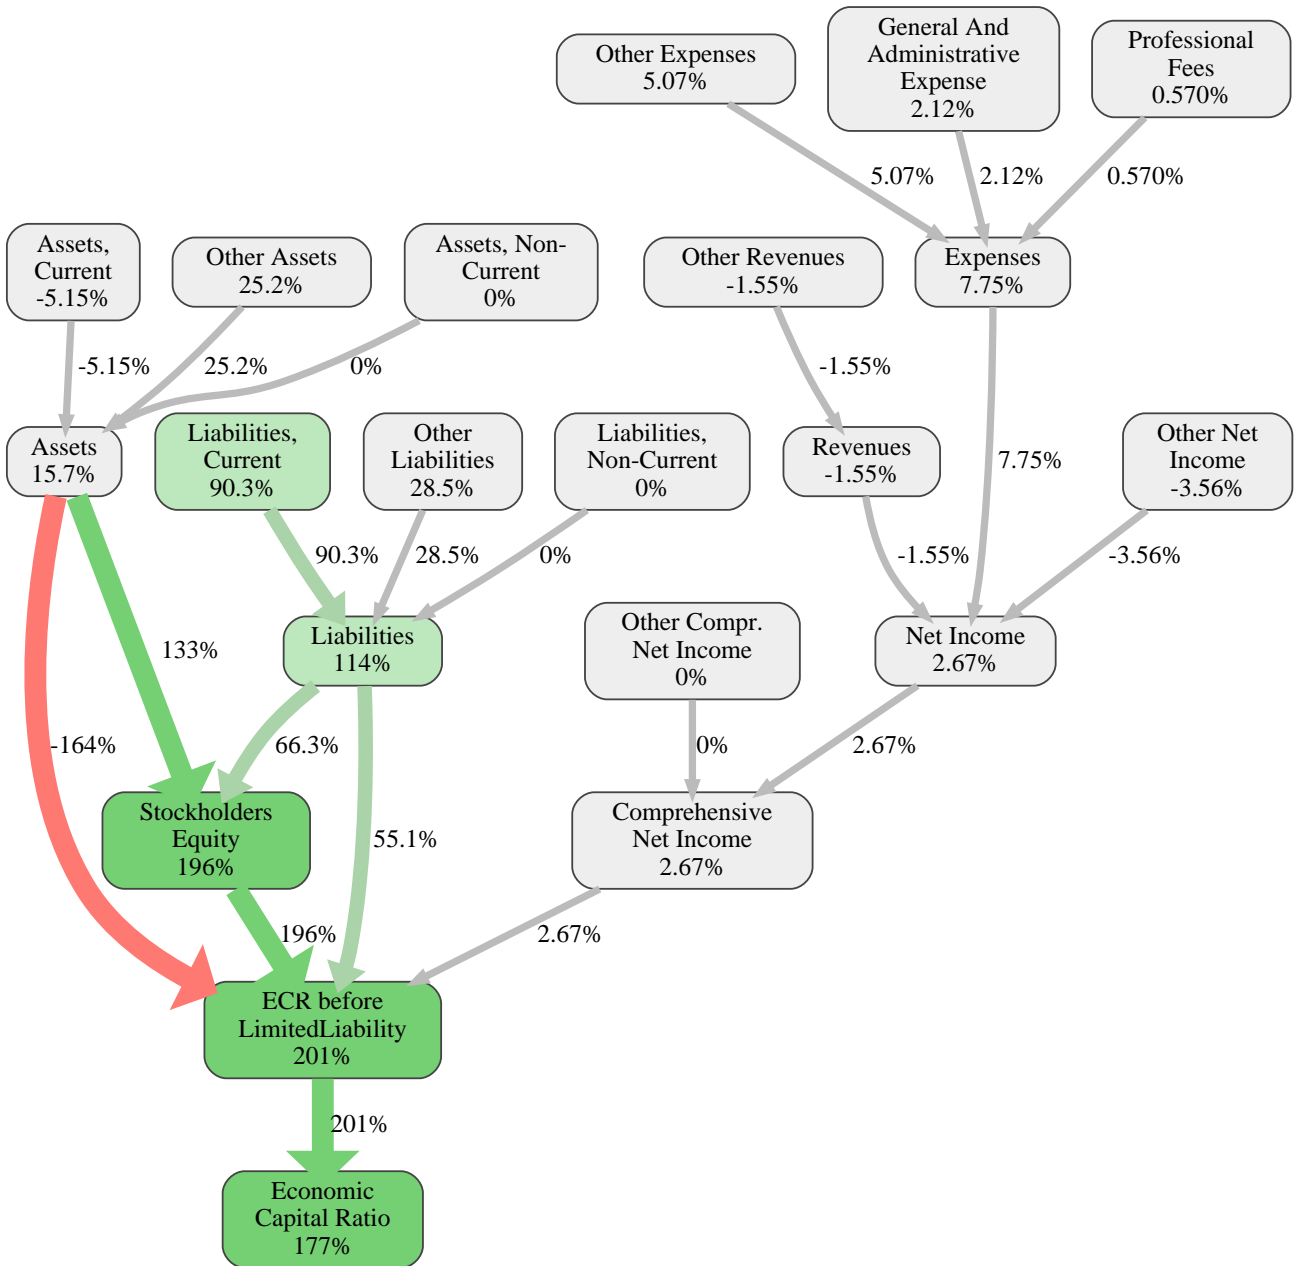 Other Expenses
5.07%
General And
Administrative
Expense
2.12%
Professional
Fees
0.570%
5.07%
2.12%
0.570%
Assets,
Current
-5.15%
Other Assets
25.2%
Assets, Non-
Current
0%
Other Revenues
-1.55%
Expenses
7.75%
-5.15%
25.2%
0%
-1.55%
Assets
15.7%
Liabilities,
Current
90.3%
Other
Liabilities
28.5%
Liabilities,
Non-Current
0%
Revenues
-1.55%
7.75%
Other Net
Income
-3.56%
90.3%
28.5%
0%
-1.55%
-3.56%
133%
Liabilities
114%
Other Compr.
Net Income
0%
Net Income
2.67%
-164%
66.3%
0%
2.67%
Stockholders
Equity
196%
55.1%
Comprehensive
Net Income
2.67%
196%
2.67%
ECR before
LimitedLiability
201%
201%
Economic
Capital Ratio
177%